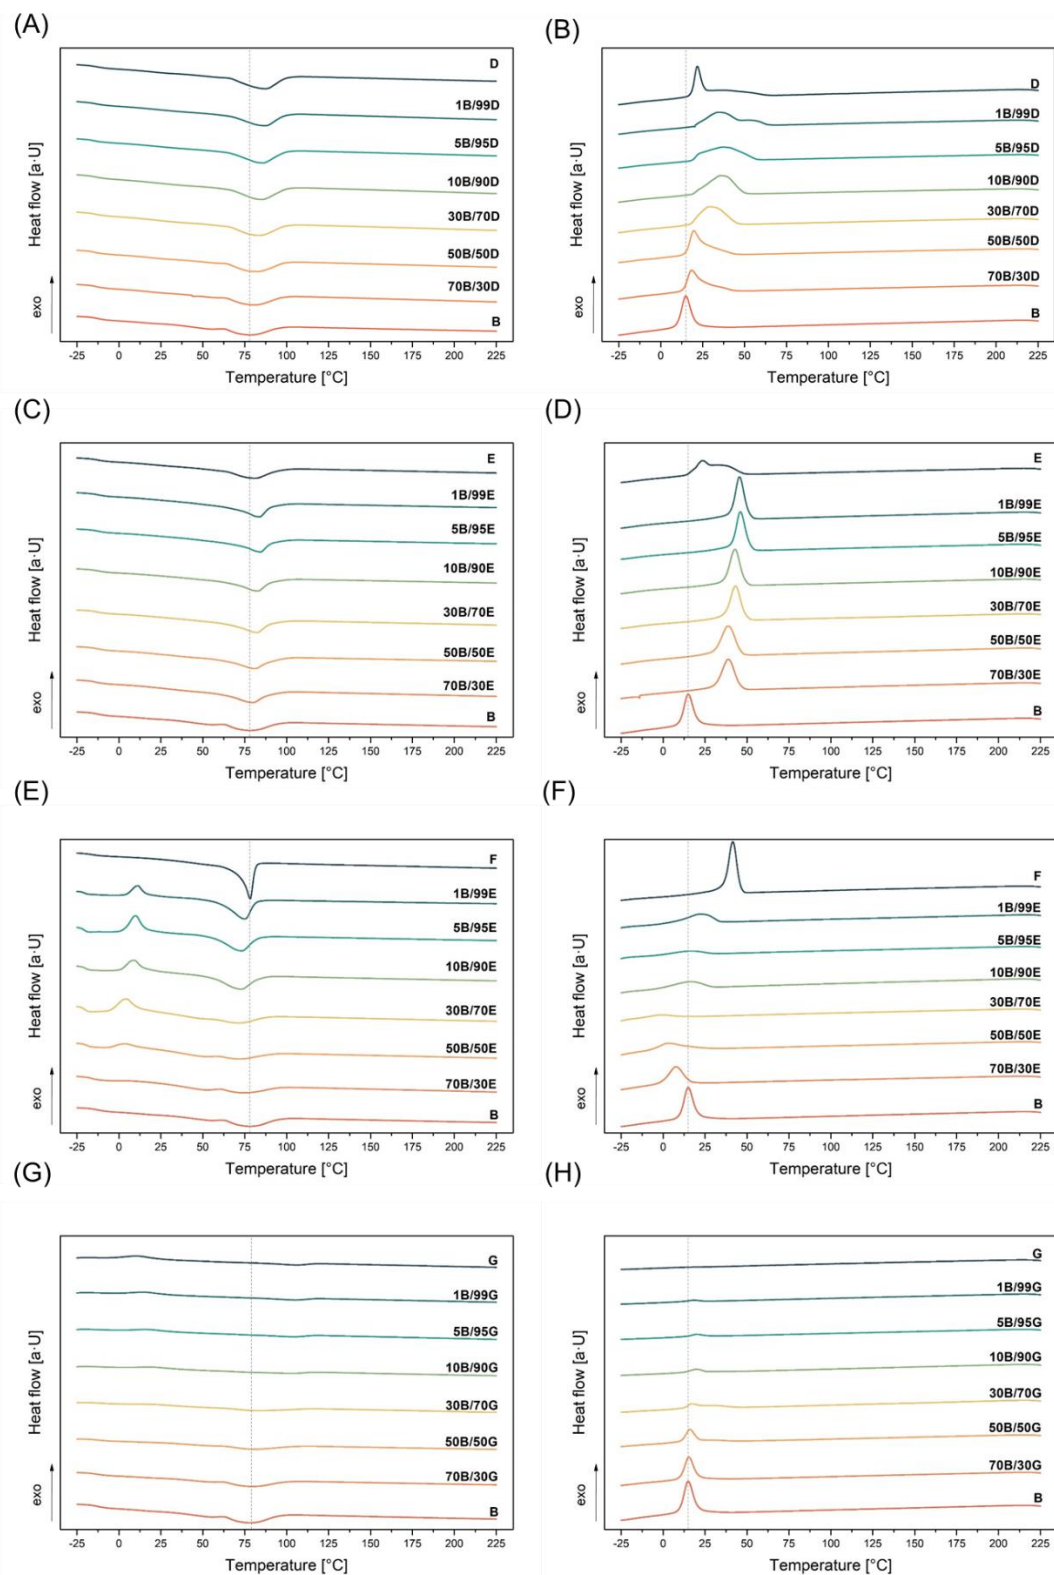 (A)
D
1B/99D
5B/95D
10B/90D
30B/70D
50B/50D
70B/30D
B
Heat flow [a·U]
exo
-25 0 25 50 75 100 125 150 175 200 225
Temperature [°C]
(B)
D
1B/99D
5B/95D
10B/90D
30B/70D
50B/50D
70B/30D
B
Heat flow [a·U]
exo
-25 0 25 50 75 100 125 150 175 200 225
Temperature [°C]
(C)
E
1B/99E
5B/95E
10B/90E
30B/70E
50B/50E
70B/30E
B
Heat flow [a·U]
exo
-25 0 25 50 75 100 125 150 175 200 225
Temperature [°C]
(D)
E
1B/99E
5B/95E
10B/90E
30B/70E
50B/50E
70B/30E
B
Heat flow [a·U]
exo
-25 0 25 50 75 100 125 150 175 200 225
Temperature [°C]
(E)
F
1B/99E
5B/95E
10B/90E
30B/70E
50B/50E
70B/30E
B
Heat flow [a·U]
exo
-25 0 25 50 75 100 125 150 175 200 225
Temperature [°C]
(F)
F
1B/99E
5B/95E
10B/90E
30B/70E
50B/50E
70B/30E
B
Heat flow [a·U]
exo
-25 0 25 50 75 100 125 150 175 200 225
Temperature [°C]
(G)
G
1B/99G
5B/95G
10B/90G
30B/70G
50B/50G
70B/30G
B
Heat flow [a·U]
exo
-25 0 25 50 75 100 125 150 175 200 225
Temperature [°C]
(H)
G
1B/99G
5B/95G
10B/90G
30B/70G
50B/50G
70B/30G
B
Heat flow [a·U]
exo
-25 0 25 50 75 100 125 150 175 200 225
Temperature [°C]